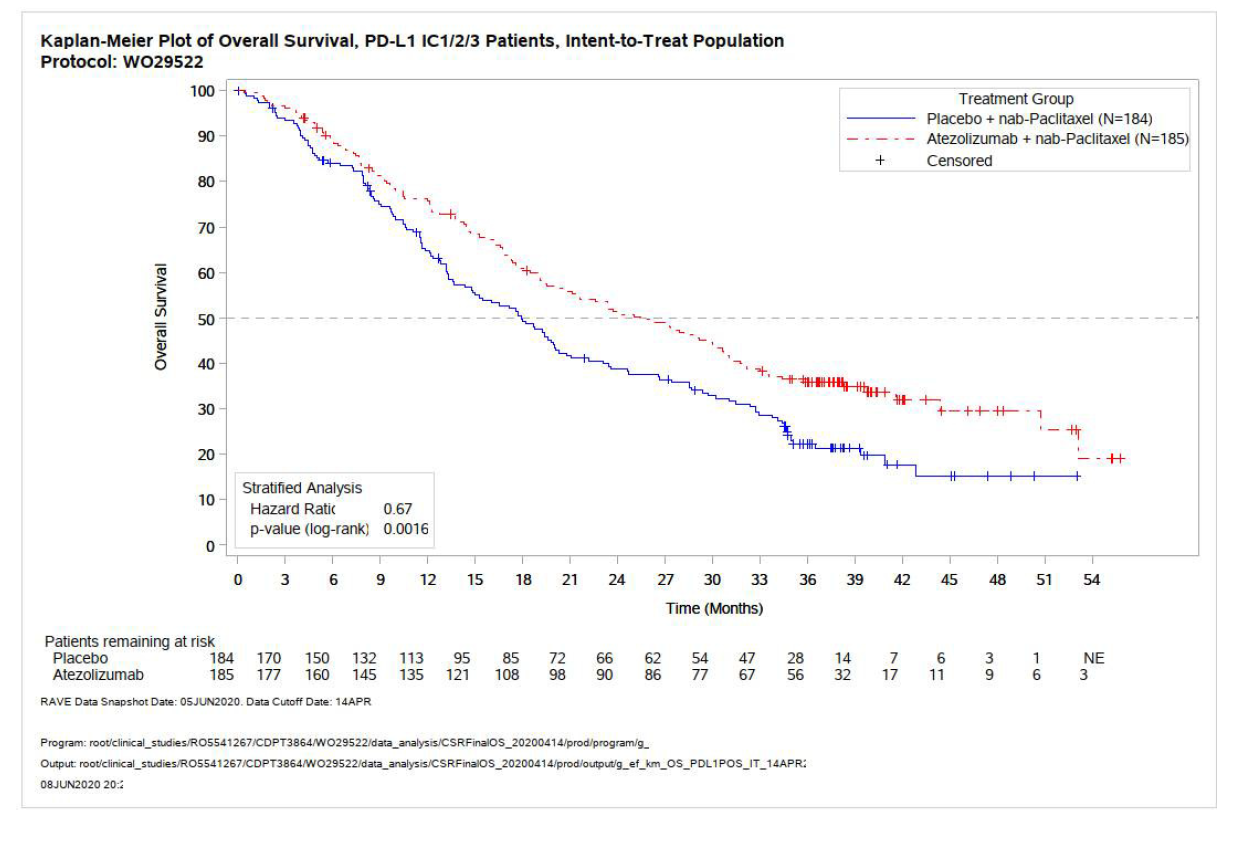 Kaplan-Meier Plot of Overall Survival, PD-L1 IC1/2/3 Patients, Intent-to-Treat Population
Protocol: WO29522
Treatment Group
Placebo + nab-Paclitaxel (N=184)
Atezolizumab + nab-Paclitaxel (N=185)
+ Censored
Overall Survival
100
90
80
70
60
50
40
30
20
10
0
Stratified Analysis
Hazard Ratic 0.67
p-value (log-rank) 0.0016
0 3 6 9 12 15 18 21 24 27 30 33 36 39 42 45 48 51 54
Time (Months)
Patients remaining at risk
Placebo 184 170 150 132 113 95 85 72 66 62 54 47 28 14 7 6 3 1 NE
Atezolizumab 185 177 160 145 135 121 108 98 90 86 77 67 56 32 17 11 9 6 3
RAVE Data Snapshot Date: 05JUN2020. Data Cutoff Date: 14APR
Program: root/clinical_studies/RO5541267/CDPT3864/WO29522/data_analysis/CSRFinalOS_20200414/prod/program/g_
Output: root/clinical_studies/RO5541267/CDPT3864/WO29522/data_analysis/CSRFinalOS_20200414/prod/output/g_ef_km_OS_PDL1POS_IT_14APR2
08JUN2020 20:2